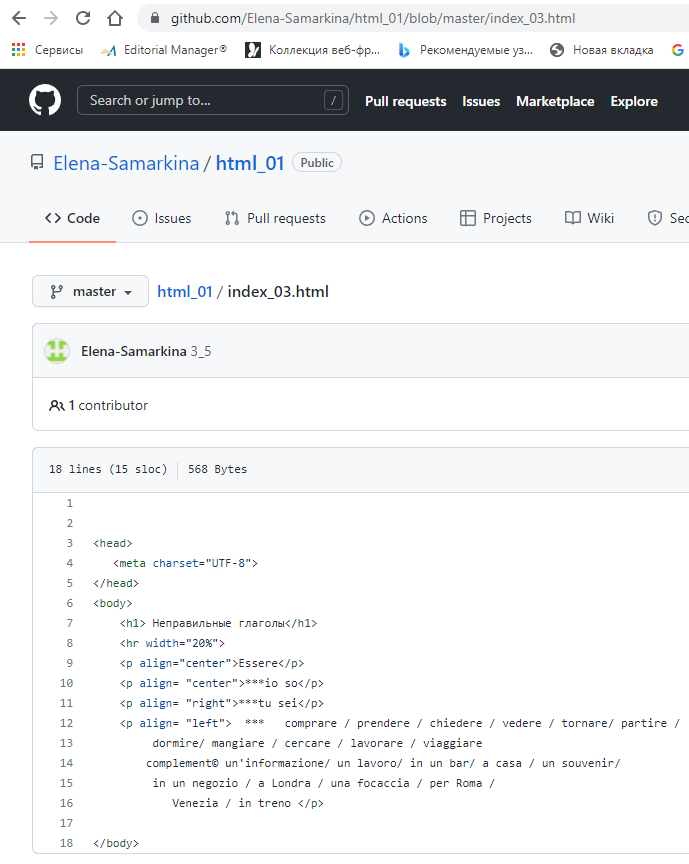 github.com/Elena-Samarkina/html_01/blob/master/index_03.html
Сервисы Editorial Manager® Коллекция веб-фр... Рекомендуемые уз... Новая вкладка
Search or jump to... / Pull requests Issues Marketplace Explore
Elena-Samarkina / html_01 Public
Code Issues Pull requests Actions Projects Wiki Sec
master html_01 / index_03.html
Elena-Samarkina 3_5
1 contributor
18 lines (15 sloc) 568 Bytes
1
2
3 <head>
4 <meta charset="UTF-8">
5 </head>
6 <body>
7 <h1> Неправильные глаголы</h1>
8 <hr width="20%">
9 <p align="center">Essere</p>
10 <p align= "center">***io so</p>
11 <p align= "right">***tu sei</p>
12 <p align= "left">  ***   comprare / prendere / chiedere / vedere / tornare/ partire /
13 dormire/ mangiare / cercare / lavorare / viaggiare
14 complement© un'informazione/ un lavoro/ in un bar/ a casa / un souvenir/
15 in un negozio / a Londra / una focaccia / per Roma /
16 Venezia / in treno </p>
17
18 </body>